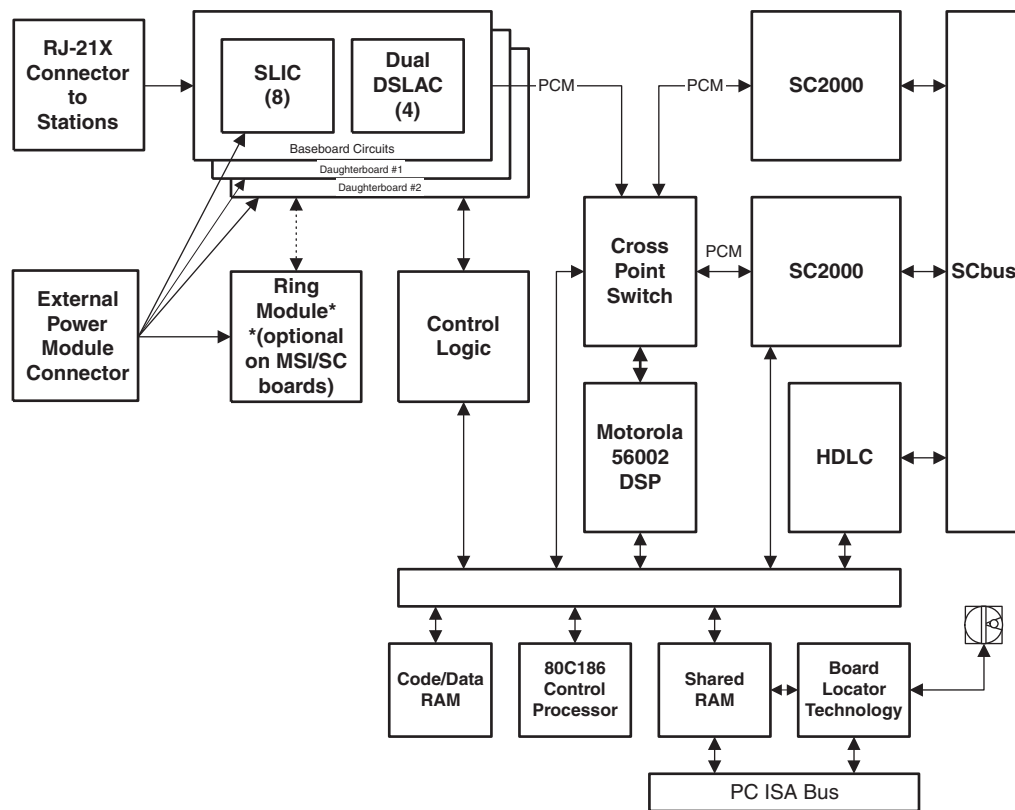 RJ-21X
Connector
to
Stations
SLIC
(8)
Dual
DSLAC
(4)
Baseboard Circuits
Daughterboard #1
Daughterboard #2
PCM
PCM
SC2000
External
Power
Module
Connector
Ring
Module*
*(optional
on MSI/SC
boards)
Control
Logic
Cross
Point
Switch
PCM
SC2000
SCbus
Motorola
56002
DSP
HDLC
Code/Data
RAM
80C186
Control
Processor
Shared
RAM
Board
Locator
Technology
PC ISA Bus